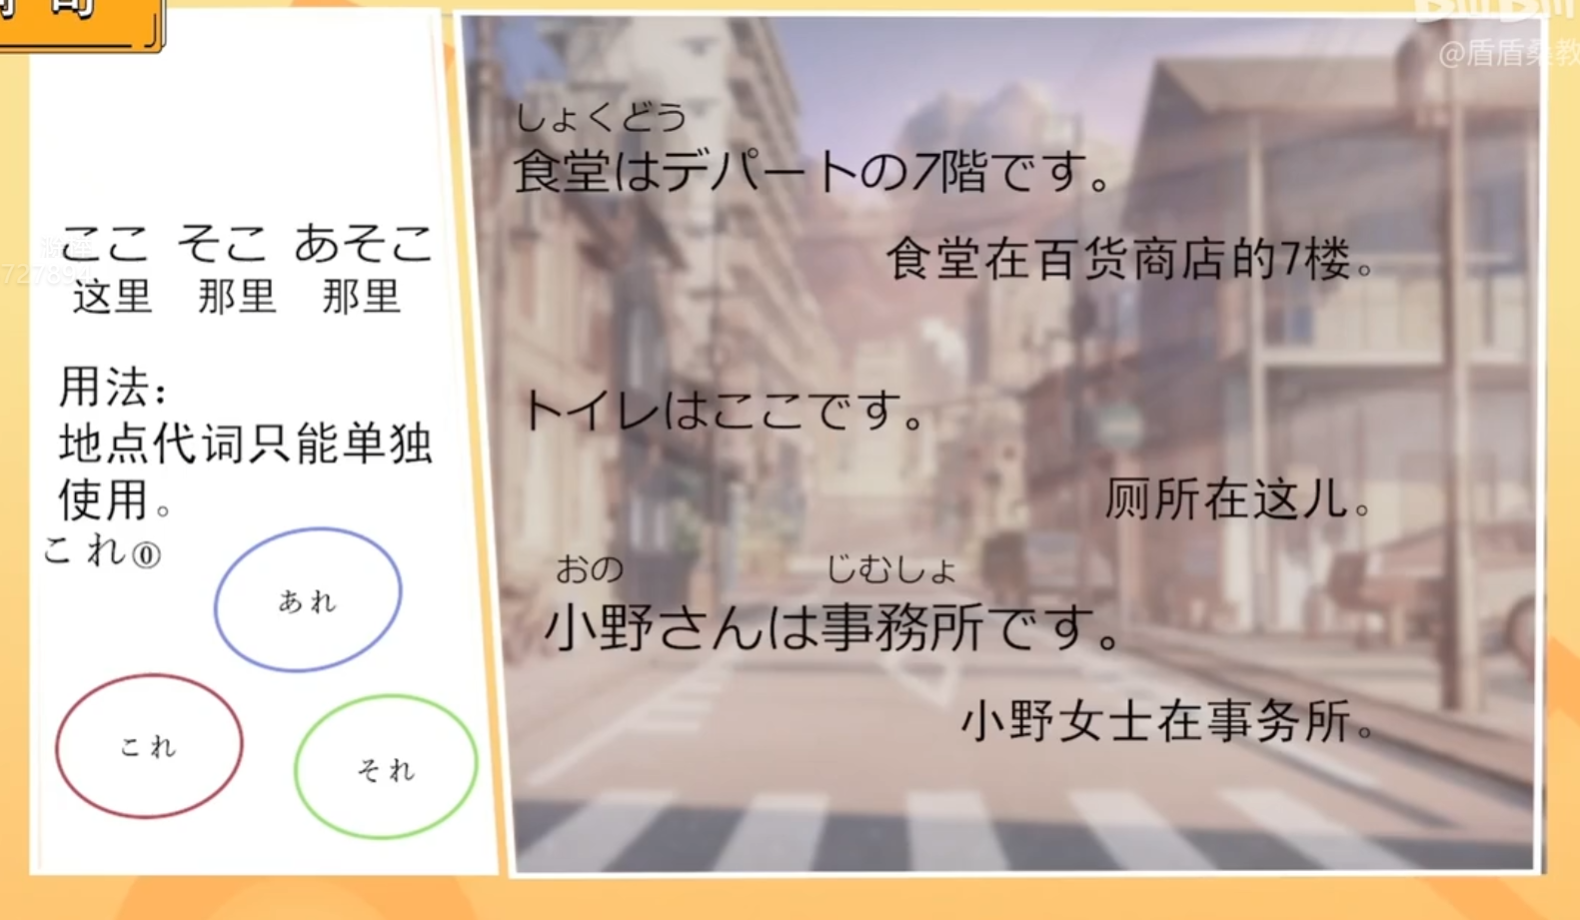 ここ そこ あそこ
这里 那里 那里
用法：
地点代词只能单独
使用。
これ⓪
あれ
これ
それ
しょくどう
食堂はデパートの7階です。
食堂在百货商店的7楼。
トイレはここです。
厕所在这儿。
おの じむしょ
小野さんは事務所です。
小野女士在事务所。
@盾盾桑教